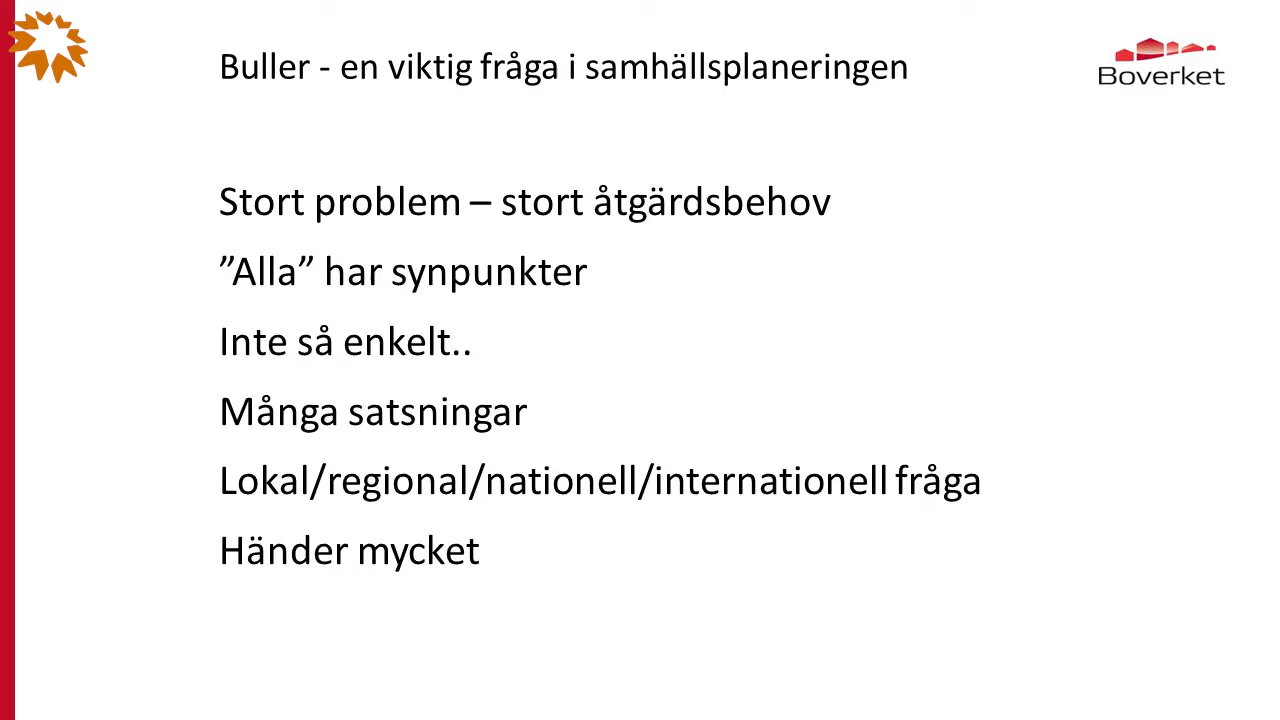 Buller - en viktig fråga i samhällsplaneringen
Boverket
Stort problem – stort åtgärdsbehov
”Alla” har synpunkter
Inte så enkelt..
Många satsningar
Lokal/regional/nationell/internationell fråga
Händer mycket